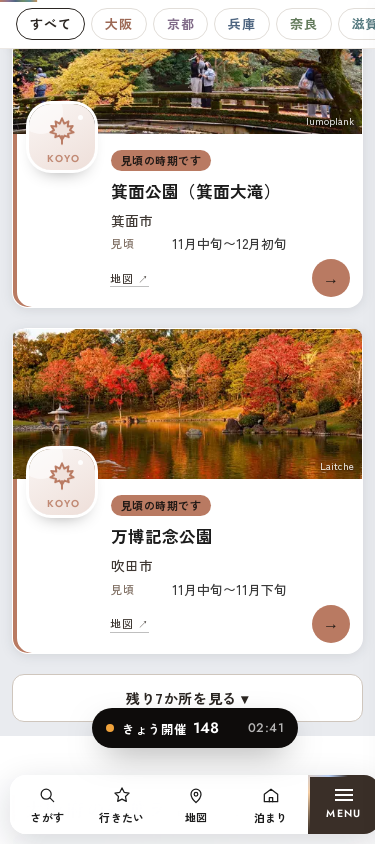 すべて
大阪
京都
兵庫
奈良
滋賀
lumoplank
KOYO
見頃の時期です
箕面公園（箕面大滝）
箕面市
見頃 11月中旬〜12月初旬
地図 ↗
→
Laitche
KOYO
見頃の時期です
万博記念公園
吹田市
見頃 11月中旬〜11月下旬
地図 ↗
→
残り7か所を見る ▾
きょう開催 148 02:41
さがす
行きたい
地図
泊まり
MENU